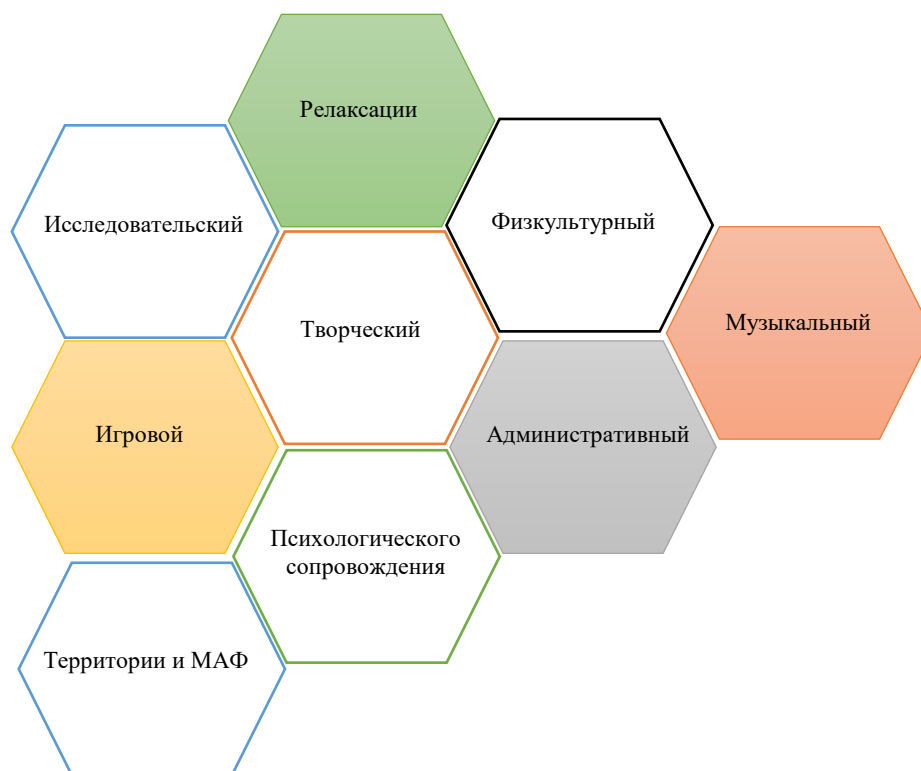 Релаксации
Исследовательский
Физкультурный
Творческий
Музыкальный
Игровой
Административный
Психологического
сопровождения
Территории и МАФ